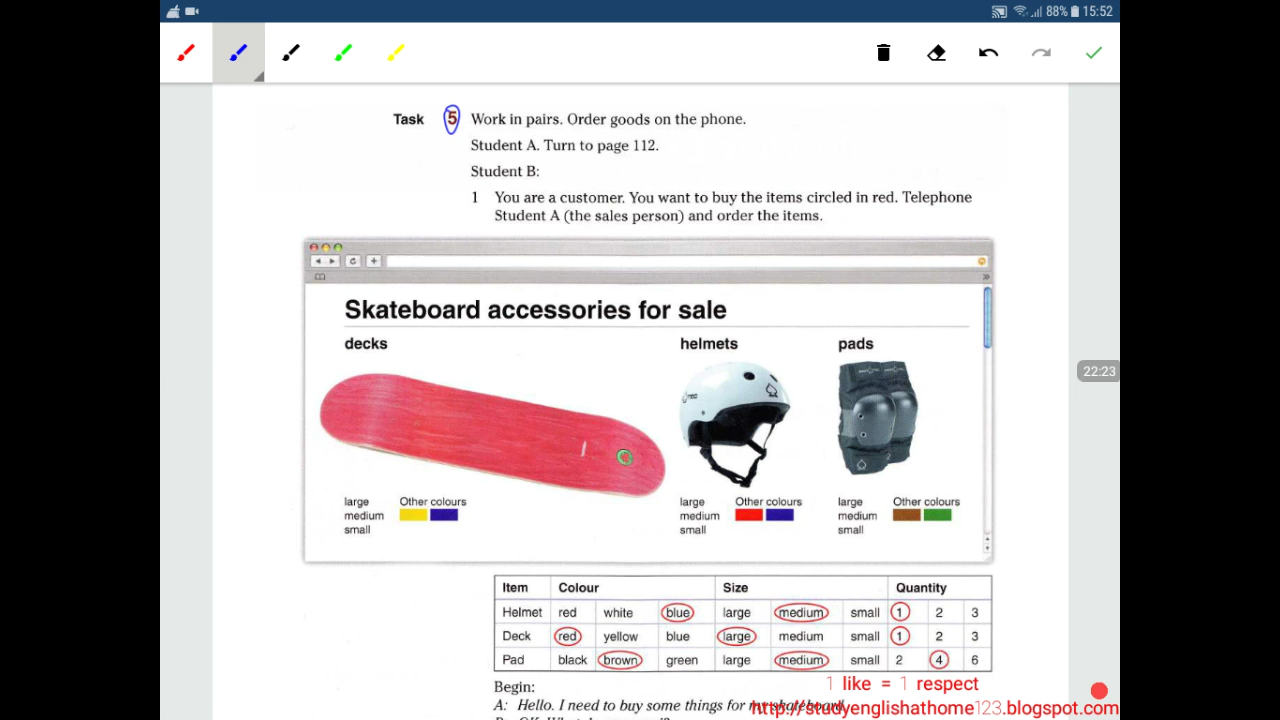 88% 15:52
Task 5 Work in pairs. Order goods on the phone.
Student A. Turn to page 112.
Student B:
1 You are a customer. You want to buy the items circled in red. Telephone
Student A (the sales person) and order the items.
22:23
Skateboard accessories for sale
decks helmets pads
large Other colours large Other colours large Other colours
medium medium medium
small small small
Item Colour Size Quantity
Helmet red white blue large medium small 1 2 3
Deck red yellow blue large medium small 1 2 3
Pad black brown green large medium small 2 4 6
Begin:
1 like = 1 respect
A: Hello. I need to buy some things for my skateboard.
http://studyenglishathome123.blogspot.com